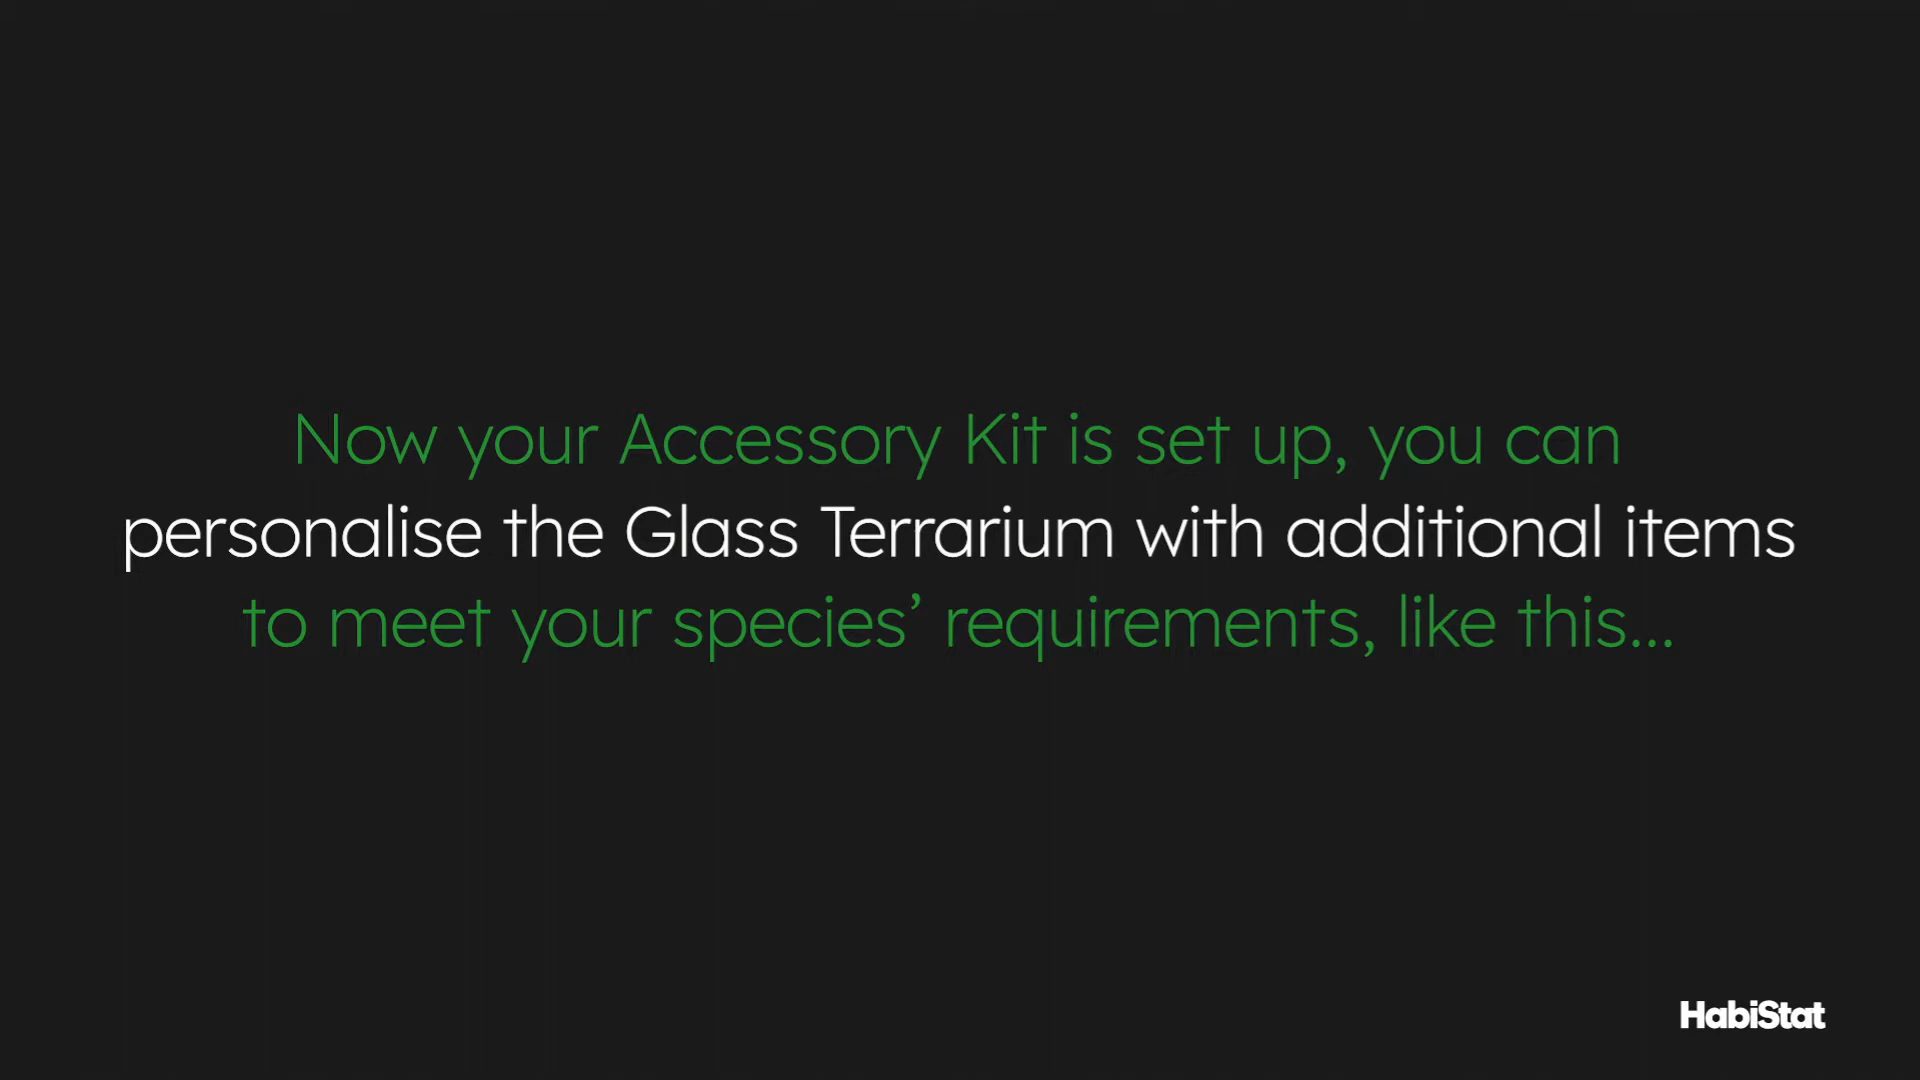 Now your Accessory Kit is set up, you can
personalise the Glass Terrarium with additional items
to meet your species’ requirements, like this...
HabiStat